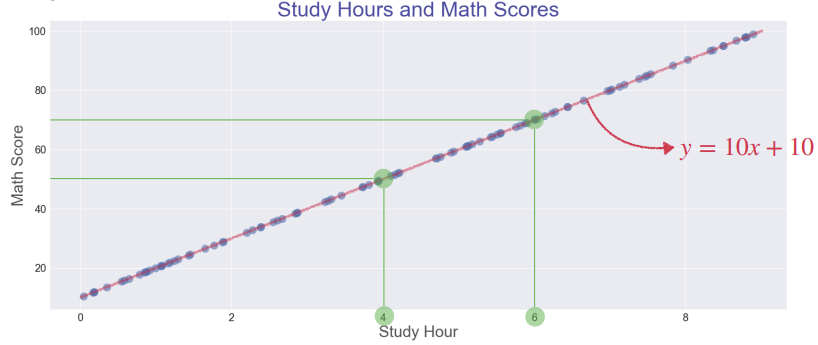 Study Hours and Math Scores
Math Score
100
80
60
40
20
y = 10x + 10
0 2 4 6 8
Study Hour